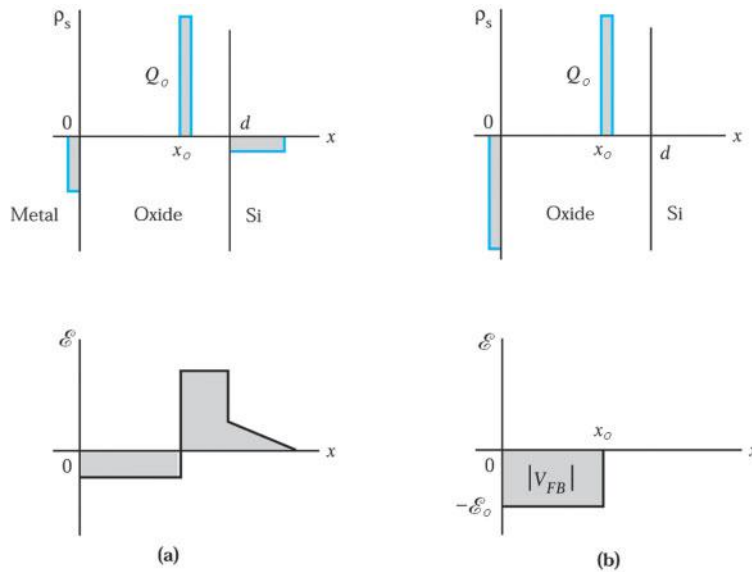 ρs
Qo
0
d
x
xo
Metal
Oxide
Si
ℰ
x
0
(a)
ρs
Qo
0
x
xo
d
Oxide
Si
ℰ
xo
x
0
|VFB|
−ℰo
(b)